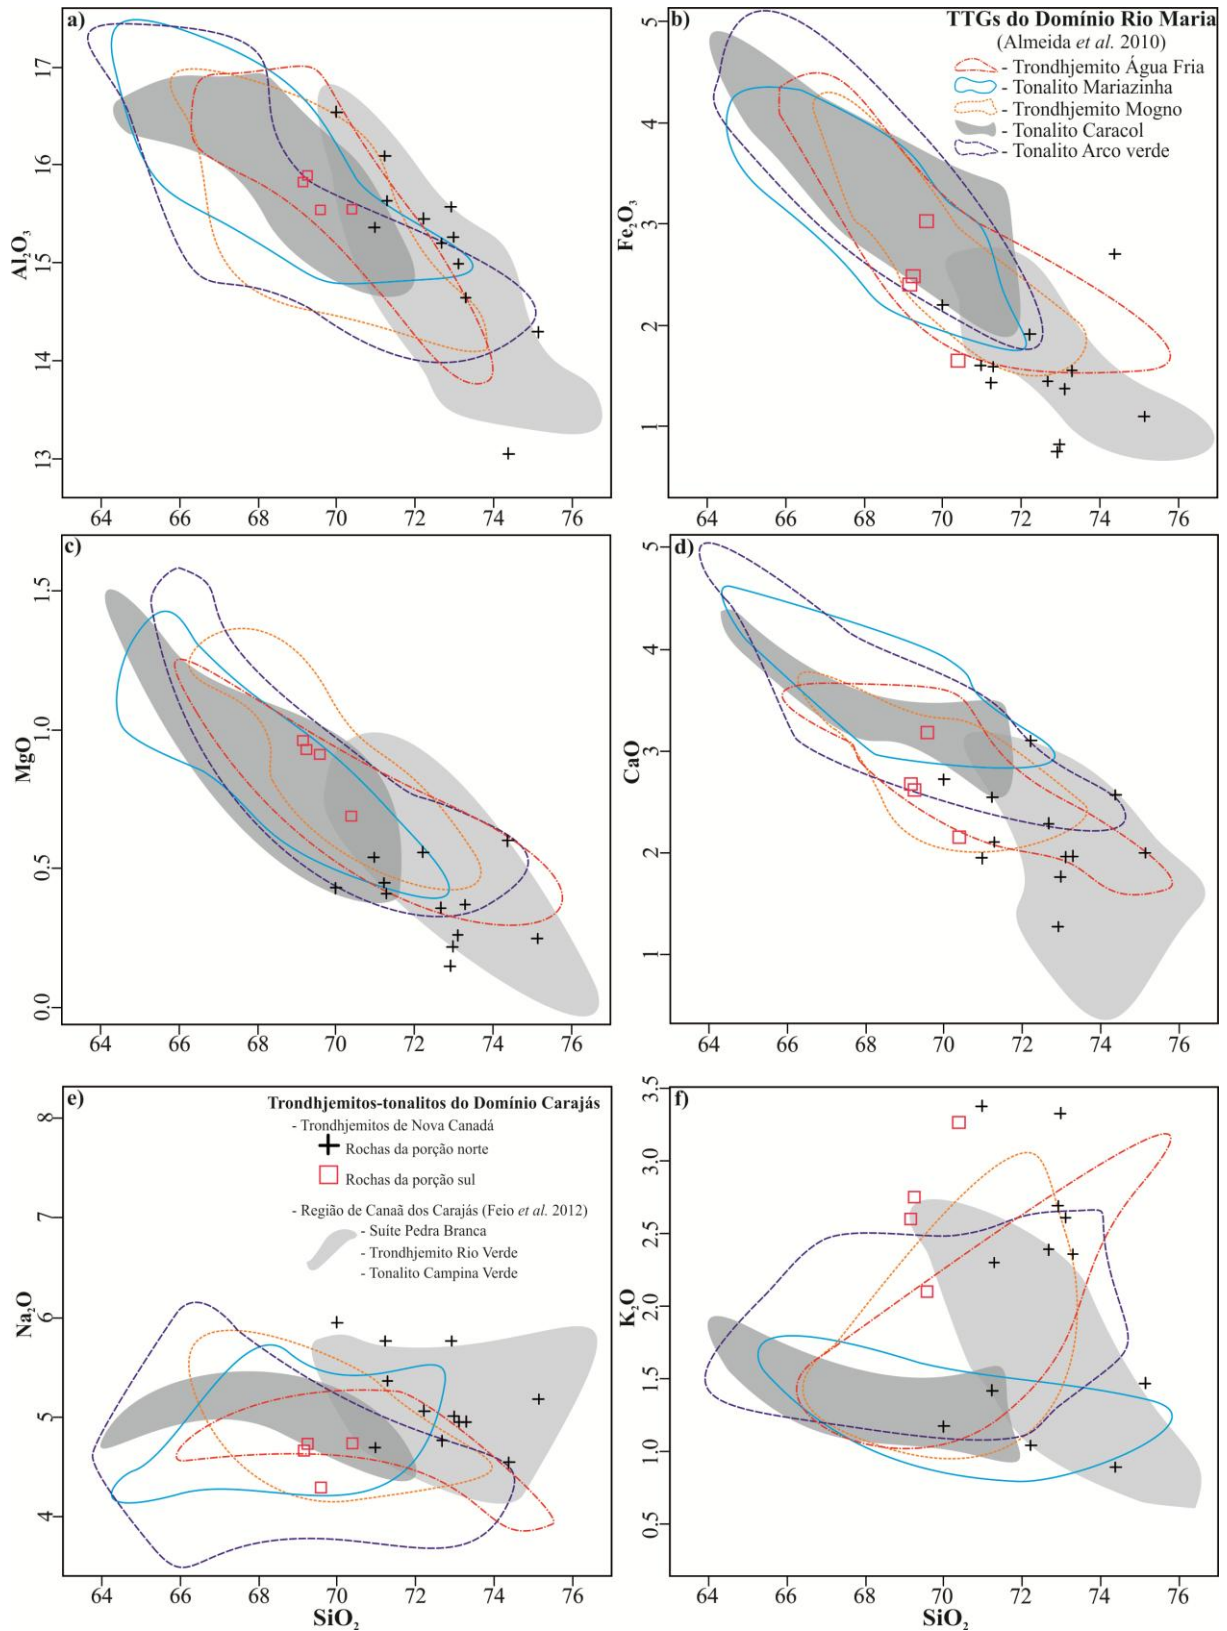 a)
17
16
15
14
13
Al₂O₃
64 66 68 70 72 74 76
b)
TTGs do Domínio Rio Maria
(Almeida et al. 2010)
- Trondhjemito Água Fria
- Tonalito Mariazinha
- Trondhjemito Mogno
- Tonalito Caracol
- Tonalito Arco verde
5
4
3
2
1
Fe₂O₃
64 66 68 70 72 74 76
c)
1.5
1.0
0.5
0.0
MgO
64 66 68 70 72 74 76
d)
5
4
3
2
1
CaO
64 66 68 70 72 74 76
e)
Trondhjemitos-tonalitos do Domínio Carajás
- Trondhjemitos de Nova Canadá
Rochas da porção norte
Rochas da porção sul
- Região de Canaã dos Carajás (Feio et al. 2012)
- Suíte Pedra Branca
- Trondhjemito Rio Verde
- Tonalito Campina Verde
8
7
6
5
4
Na₂O
64 66 68 70 72 74 76
SiO₂
f)
3.5
3.0
2.5
2.0
1.5
1.0
0.5
K₂O
64 66 68 70 72 74 76
SiO₂